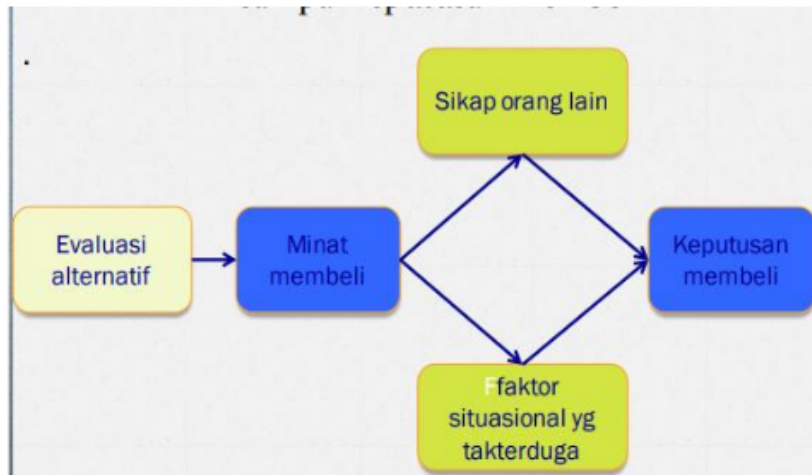 Sikap orang lain
Evaluasi
alternatif
Minat
membeli
Keputusan
membeli
Ffaktor
situasional yg
takterduga